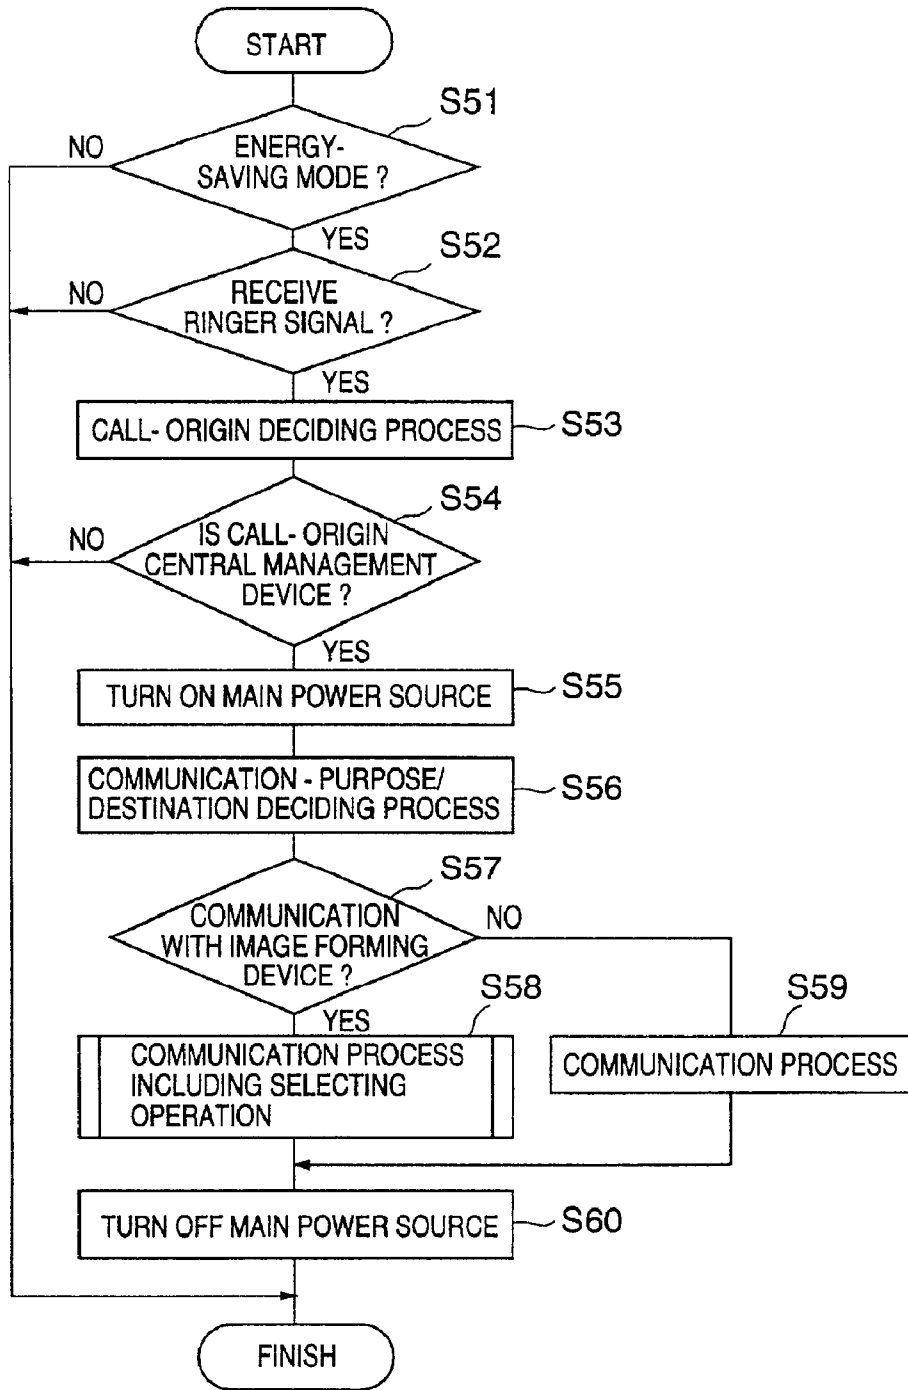 START
S51
NO
ENERGY-
SAVING MODE ?
YES
S52
NO
RECEIVE
RINGER SIGNAL ?
YES
CALL- ORIGIN DECIDING PROCESS
S53
S54
NO
IS CALL- ORIGIN
CENTRAL MANAGEMENT
DEVICE ?
YES
TURN ON MAIN POWER SOURCE
S55
COMMUNICATION - PURPOSE/
DESTINATION DECIDING PROCESS
S56
S57
COMMUNICATION
WITH IMAGE FORMING
DEVICE ?
NO
YES
S58
S59
COMMUNICATION PROCESS
INCLUDING SELECTING
OPERATION
COMMUNICATION PROCESS
TURN OFF MAIN POWER SOURCE
S60
FINISH